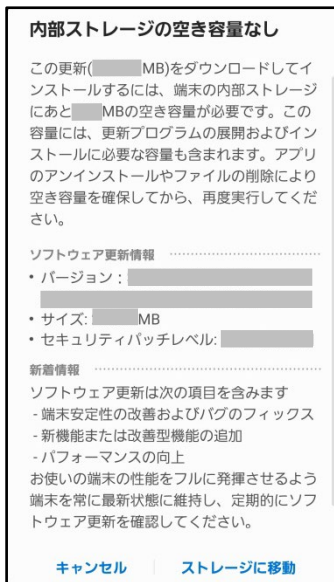 内部ストレージの空き容量なし
この更新( MB)をダウンロードしてイ
ンストールするには、端末の内部ストレージ
にあと MBの空き容量が必要です。この
容量には、更新プログラムの展開およびイン
ストールに必要な容量も含まれます。アプリ
のアンインストールやファイルの削除により
空き容量を確保してから、再度実行してくだ
さい。
ソフトウェア更新情報
・バージョン :
・サイズ: MB
・セキュリティパッチレベル:
新着情報
ソフトウェア更新は次の項目を含みます
- 端末安定性の改善およびバグのフィックス
- 新機能または改善型機能の追加
- パフォーマンスの向上
お使いの端末の性能をフルに発揮させるよう
端末を常に最新状態に維持し、定期的にソフ
トウェア更新を確認してください。
キャンセル ストレージに移動